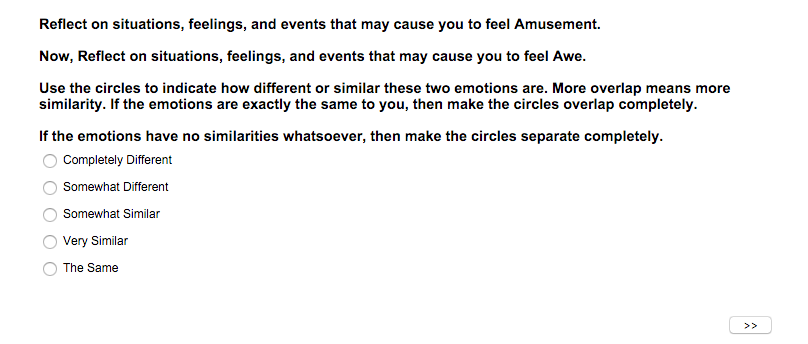 Reflect on situations, feelings, and events that may cause you to feel Amusement.
Now, Reflect on situations, feelings, and events that may cause you to feel Awe.
Use the circles to indicate how different or similar these two emotions are. More overlap means more
similarity. If the emotions are exactly the same to you, then make the circles overlap completely.
If the emotions have no similarities whatsoever, then make the circles separate completely.
Completely Different
Somewhat Different
Somewhat Similar
Very Similar
The Same
>>